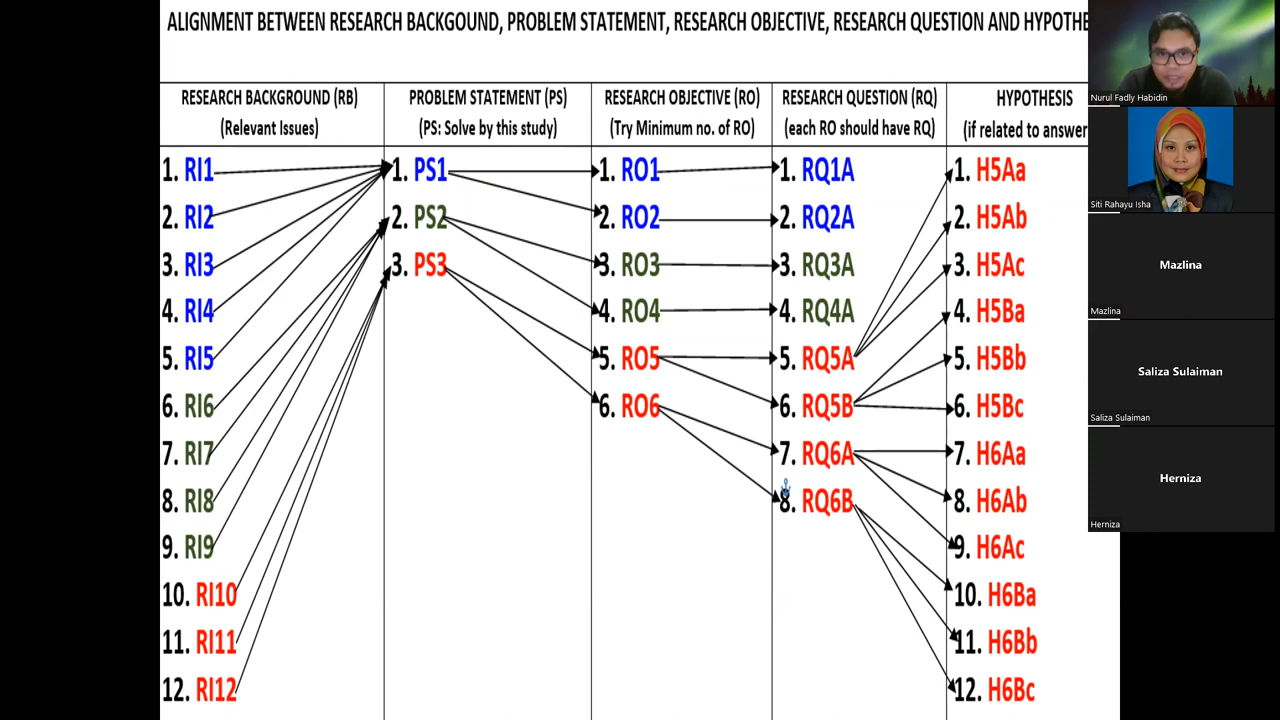 ALIGNMENT BETWEEN RESEARCH BACKGOUND, PROBLEM STATEMENT, RESEARCH OBJECTIVE, RESEARCH QUESTION AND HYPOTHE
RESEARCH BACKGROUND (RB)
(Relevant Issues)
1. RI1
2. RI2
3. RI3
4. RI4
5. RI5
6. RI6
7. RI7
8. RI8
9. RI9
10. RI10
11. RI11
12. RI12
PROBLEM STATEMENT (PS)
(PS: Solve by this study)
1. PS1
2. PS2
3. PS3
RESEARCH OBJECTIVE (RO)
(Try Minimum no. of RO)
1. RO1
2. RO2
3. RO3
4. RO4
5. RO5
6. RO6
RESEARCH QUESTION (RQ)
(each RO should have RQ)
1. RQ1A
2. RQ2A
3. RQ3A
4. RQ4A
5. RQ5A
6. RQ5B
7. RQ6A
8. RQ6B
HYPOTHESIS
(if related to answer
1. H5Aa
2. H5Ab
3. H5Ac
4. H5Ba
5. H5Bb
6. H5Bc
7. H6Aa
8. H6Ab
9. H6Ac
10. H6Ba
11. H6Bb
12. H6Bc
Nurul Fadly Habidin
Siti Rahayu Isha
Mazlina
Mazlina
Saliza Sulaiman
Saliza Sulaiman
Herniza
Herniza